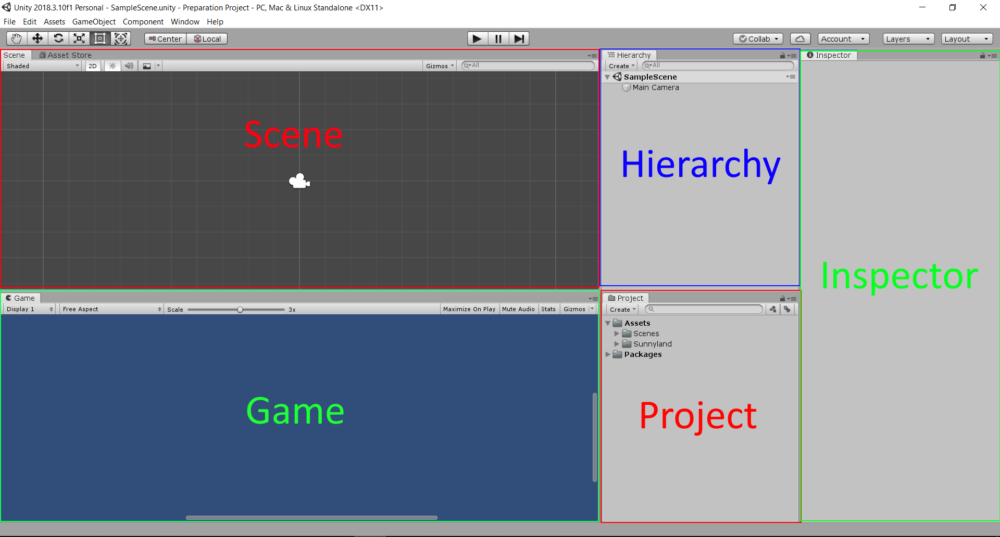 Unity 2018.3.10f1 Personal - SampleScene.unity - Preparation Project - PC, Mac & Linux Standalone <DX11>
File Edit Assets GameObject Component Window Help
Center Local Collab Account Layers Layout
Scene Asset Store
Shaded 2D Gizmos All
Scene
Hierarchy
Create All
SampleScene
Main Camera
Hierarchy
Inspector
Inspector
Game
Display 1 Free Aspect Scale 3x Maximize On Play Mute Audio Stats Gizmos
Game
Project
Create
Assets
Scenes
Sunnyland
Packages
Project